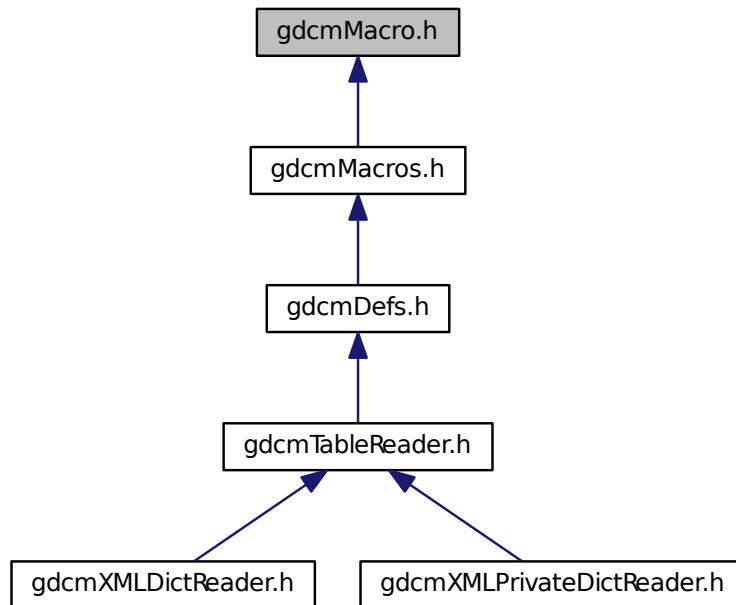 gdcmMacro.h
gdcmMacros.h
gdcmDefs.h
gdcmTableReader.h
gdcmXMLDictReader.h
gdcmXMLPrivateDictReader.h